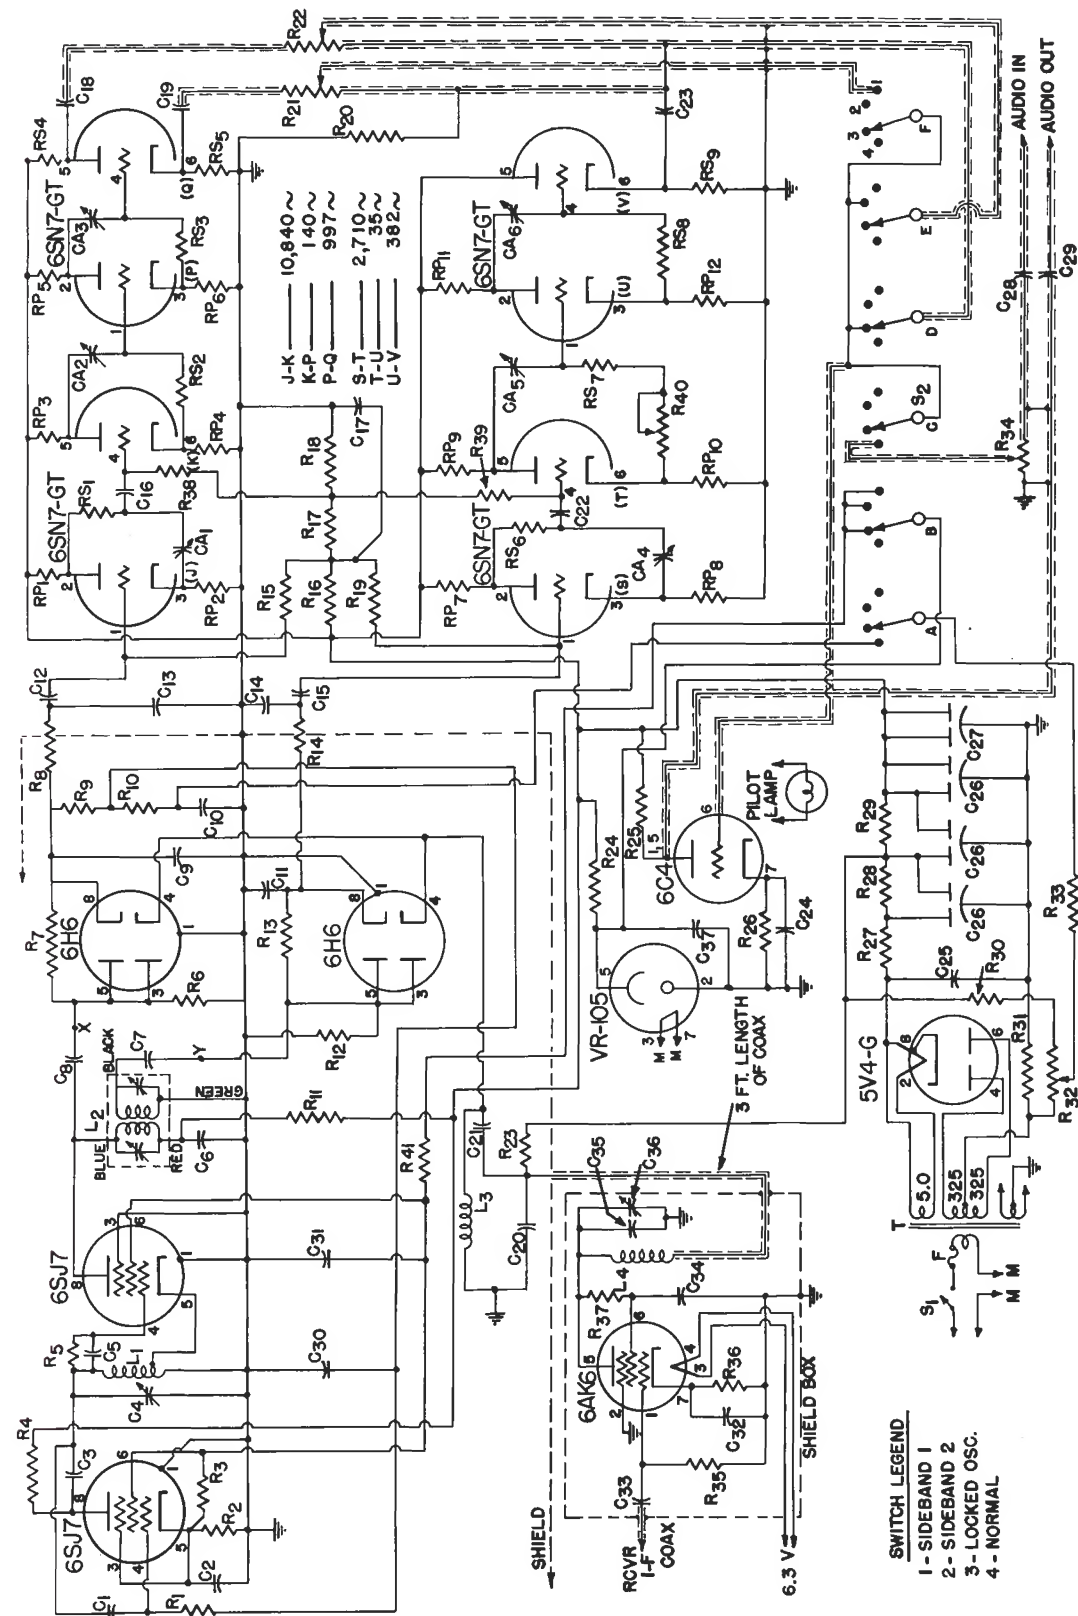 R4
C3
6SJ7
C1
R1
C2
R2
R3
C4
R5
C5
L1
C30
6SJ7
C31
R41
BLUE
L2
BLACK
RED
GREEN
C6
C7
C8
X
Y
R11
R12
R6
R7
6H6
R13
C11
6H6
C9
C10
R8
R9
R10
R14
C12
C13
C14
C15
RP1
6SN7-GT
RS1
C16
CA1
(J)
RP2
R38
(K)
RP3
RP4
CA2
RS2
RP5
6SN7-GT
CA3
RS3
(P)
RP6
RS4
C18
C19
(Q)
RS5
R22
R21
R20
R15
R16
R17
R18
R19
C17
J-K 10,840~
K-P 140~
P-Q 997~
S-T 2,710~
T-U 35~
U-V 382~
RP7
6SN7-GT
RS6
C22
R39
RP9
CA4
(S)
RP8
(T)
RP10
CA5
RS7
R40
RP11
6SN7-GT
CA6
RS8
(U)
RP12
(V)
RS9
C23
L3
C21
C20
R23
SHIELD
RCVR
I-F
COAX
C33
R35
C32
R36
6AK6
R37
L4
C34
C35
C36
3 FT. LENGTH
OF COAX
SHIELD BOX
6.3 V
VR-105
M
M
C37
R24
R25
6C4
1,5
R26
C24
PILOT
LAMP
A
B
C
S2
D
E
F
1
2
3
4
R34
C28
C29
AUDIO IN
AUDIO OUT
S1
F
M
M
T
5.0
325
325
5V4-G
C25
R30
R31
R32
R33
R27
R28
R29
C26
C26
C26
C27
SWITCH LEGEND
1 - SIDEBAND 1
2 - SIDEBAND 2
3 - LOCKED OSC.
4 - NORMAL